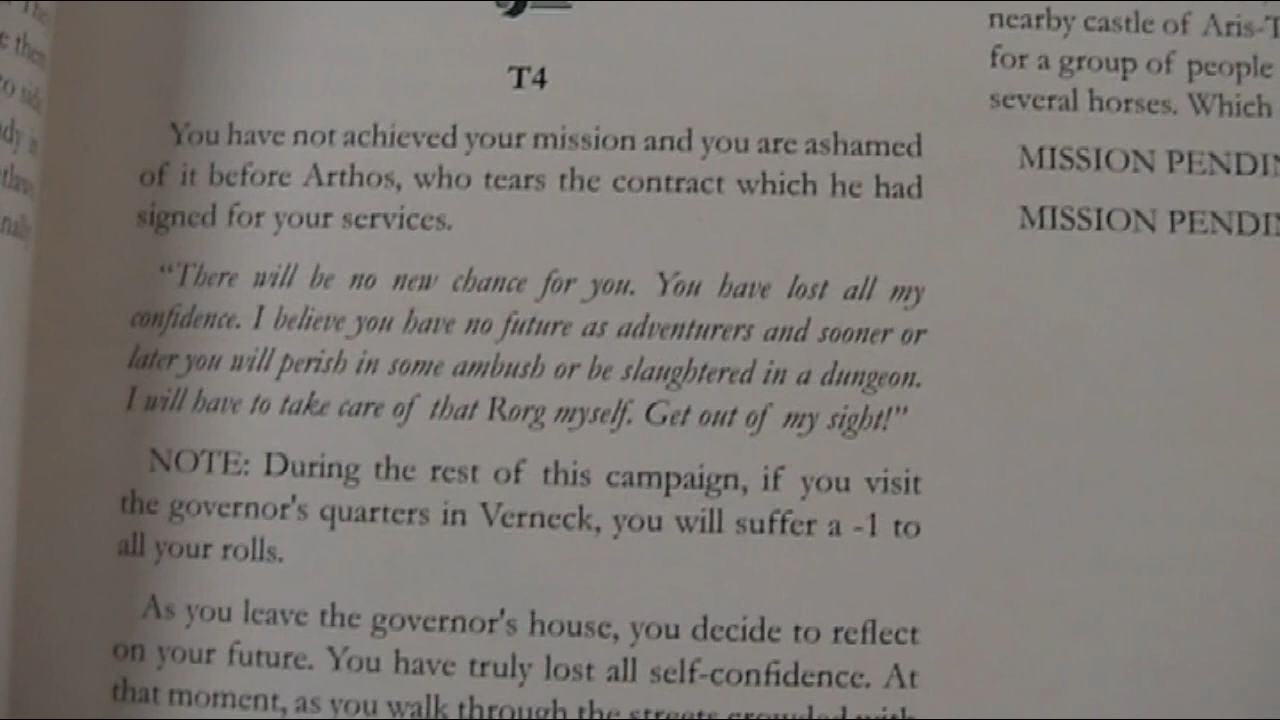 T4
You have not achieved your mission and you are ashamed
of it before Arthos, who tears the contract which he had
signed for your services.
“There will be no new chance for you. You have lost all my
confidence. I believe you have no future as adventurers and sooner or
later you will perish in some ambush or be slaughtered in a dungeon.
I will have to take care of that Rorg myself. Get out of my sight!”
NOTE: During the rest of this campaign, if you visit
the governor's quarters in Verneck, you will suffer a -1 to
all your rolls.
As you leave the governor's house, you decide to reflect
on your future. You have truly lost all self-confidence. At
that moment, as you walk through the streets crowded with
nearby castle of Aris-T
for a group of people
several horses. Which
MISSION PENDIN
MISSION PENDIN